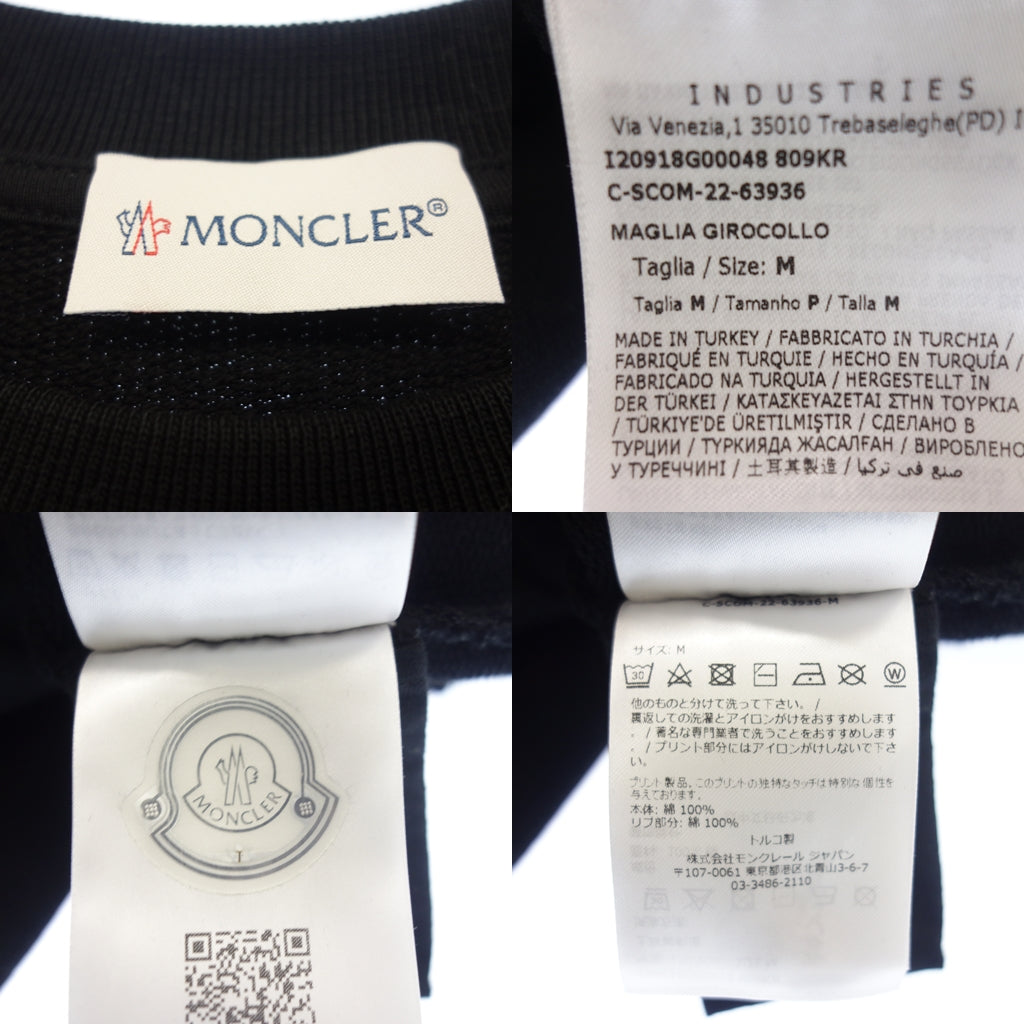 MONCLER®
INDUSTRIES
Via Venezia,1 35010 Trebaseleghe(PD) I
I20918G00048 809KR
C-SCOM-22-63936
MAGLIA GIROCOLLO
Taglia / Size: M
Taglia M / Tamanho P / Talla M
MADE IN TURKEY / FABBRICATO IN TURCHIA /
FABRIQUÉ EN TURQUIE / HECHO EN TURQUÍA /
FABRICADO NA TURQUIA / HERGESTELLT IN
DER TÜRKEI / ΚΑΤΑΣΚΕΥΑΖΕΤΑΙ ΣΤΗΝ ΤΟΥΡΚΙΑ
/ TÜRKİYE'DE ÜRETİLMİŞTİR / СДЕЛАНО В
ТУРЦИИ / ТҮРКИЯДА ЖАСАЛҒАН / ВИРОБЛЕНО
У ТУРЕЧЧИНІ / 土耳其製造 / صنع في تركيا
MONCLER
C-SCOM-22-63936-M
サイズ: M
30
W
他のものと分けて洗って下さい。 /
裏返しての洗濯とアイロンがけをおすすめします
。 / 著名な専門業者で洗うことをおすすめします
。 / プリント部分にはアイロンがけしないで下さ
い。
プリント製品。このプリントの独特なタッチは特別な個性を
与えております。
本体: 綿 100%
リブ部分: 綿 100%
トルコ製
株式会社モンクレール ジャパン
〒107-0061 東京都港区北青山3-6-7
03-3486-2110